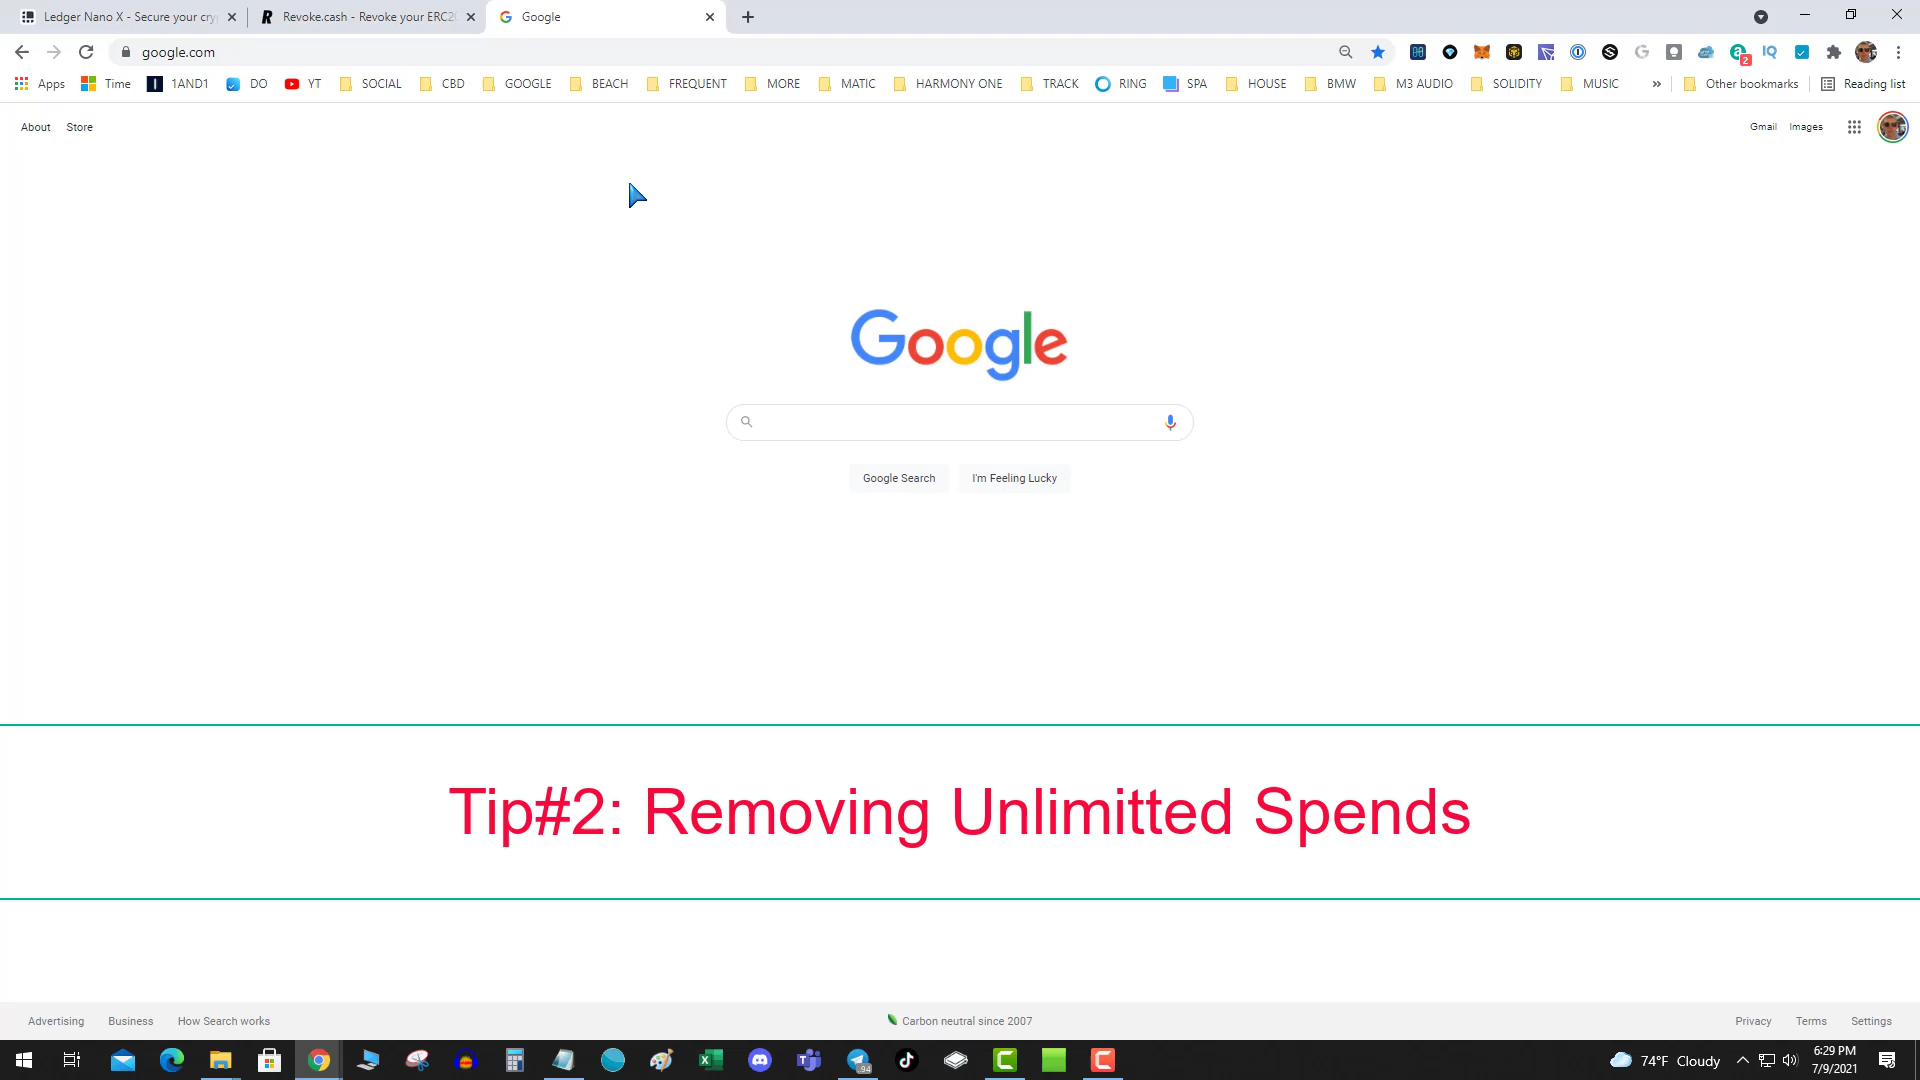 Ledger Nano X - Secure your cry
Revoke.cash - Revoke your ERC20
Google
google.com
2
Apps
Time
1AND1
DO
YT
SOCIAL
CBD
GOOGLE
BEACH
FREQUENT
MORE
MATIC
HARMONY ONE
TRACK
RING
SPA
HOUSE
BMW
M3 AUDIO
SOLIDITY
MUSIC
Other bookmarks
Reading list
About Store
Gmail Images
Google
Google Search
I'm Feeling Lucky
Tip#2: Removing Unlimitted Spends
Advertising Business How Search works
Carbon neutral since 2007
Privacy Terms Settings
94
74°F Cloudy
6:29 PM
7/9/2021